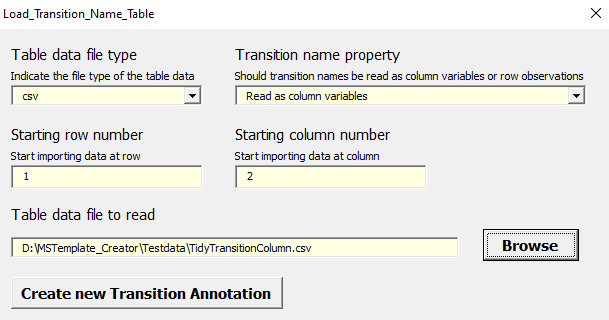 Load_Transition_Name_Table
Table data file type
Transition name property
Indicate the file type of the table data
Should transition names be read as column variables or row observations
csv
Read as column variables
Starting row number
Starting column number
Start importing data at row
Start importing data at column
1
2
Table data file to read
D:\MSTemplate_Creator\Testdata\TidyTransitionColumn.csv
Browse
Create new Transition Annotation